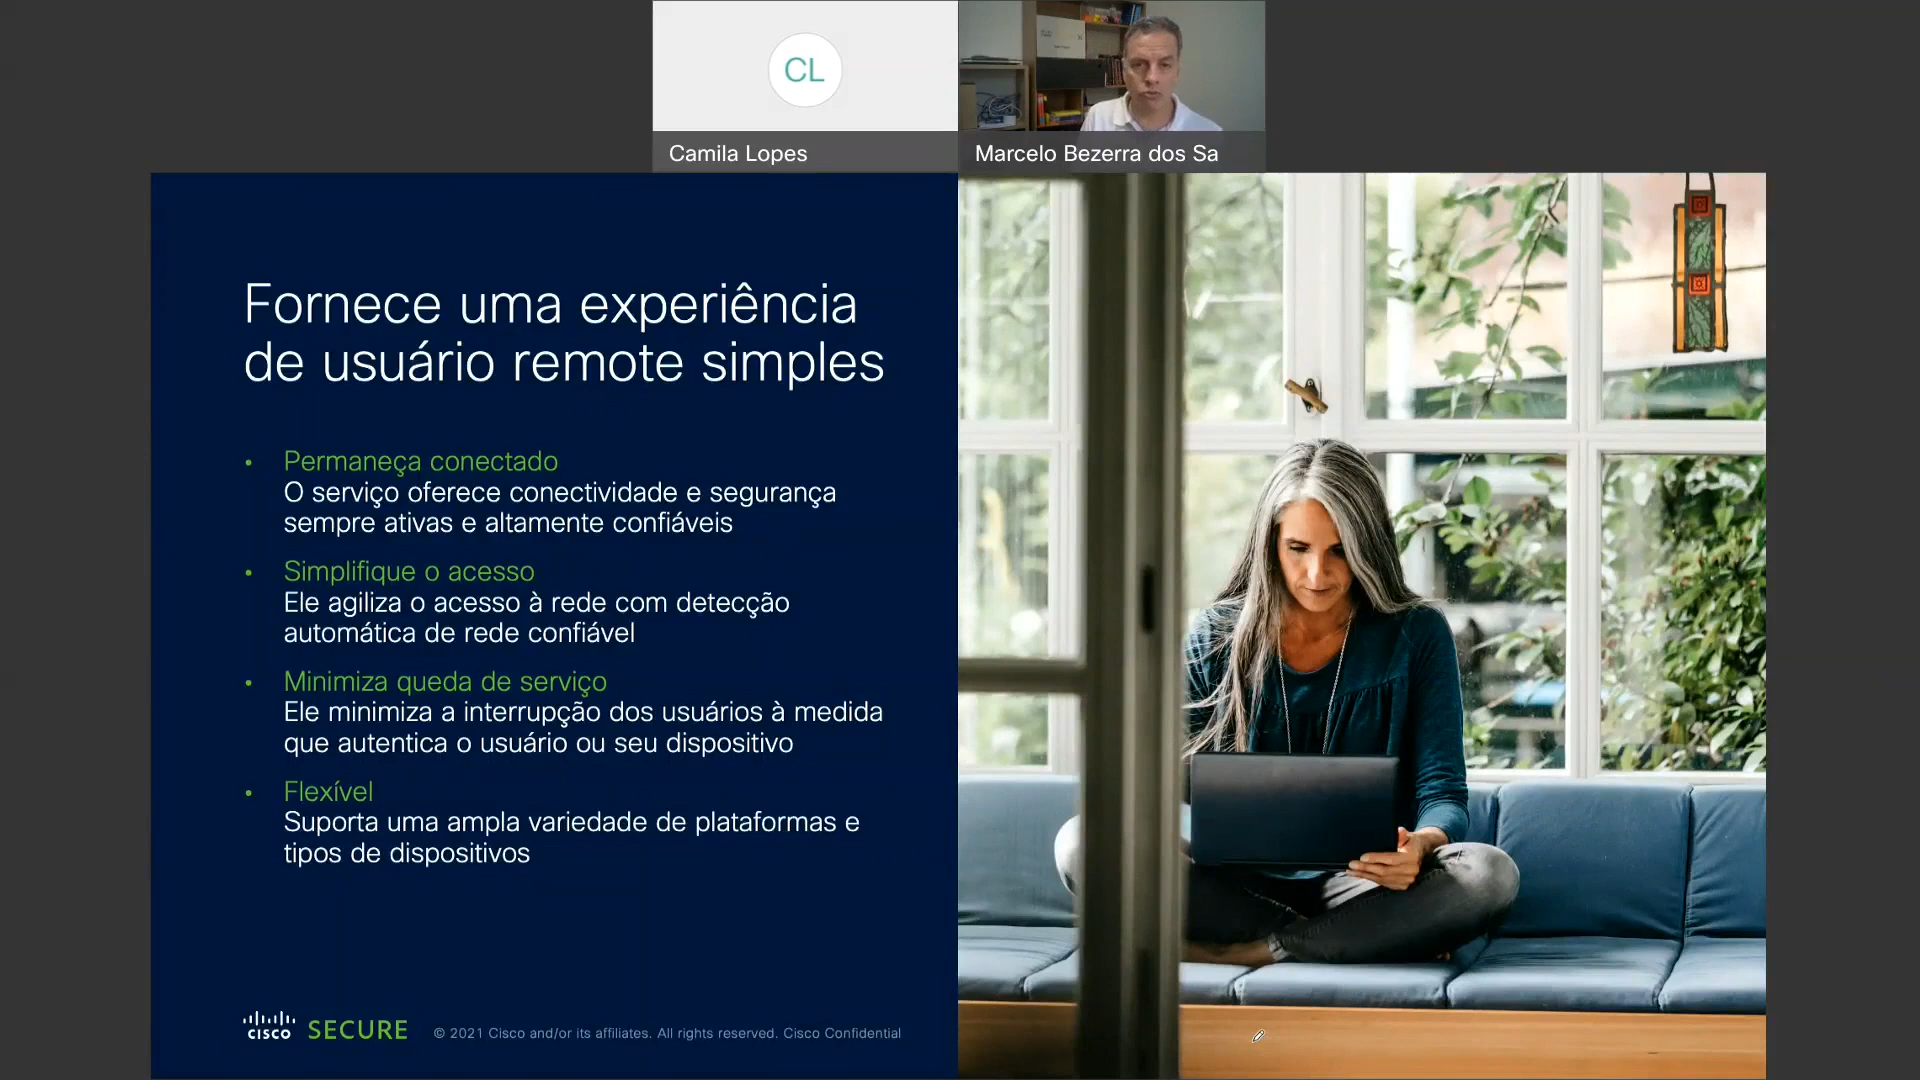 CL
Camila Lopes
Marcelo Bezerra dos Sa
Fornece uma experiência
de usuário remote simples
• Permaneça conectado
O serviço oferece conectividade e segurança
sempre ativas e altamente confiáveis
• Simplifique o acesso
Ele agiliza o acesso à rede com detecção
automática de rede confiável
• Minimiza queda de serviço
Ele minimiza a interrupção dos usuários à medida
que autentica o usuário ou seu dispositivo
• Flexível
Suporta uma ampla variedade de plataformas e
tipos de dispositivos
CISCO SECURE © 2021 Cisco and/or its affiliates. All rights reserved. Cisco Confidential